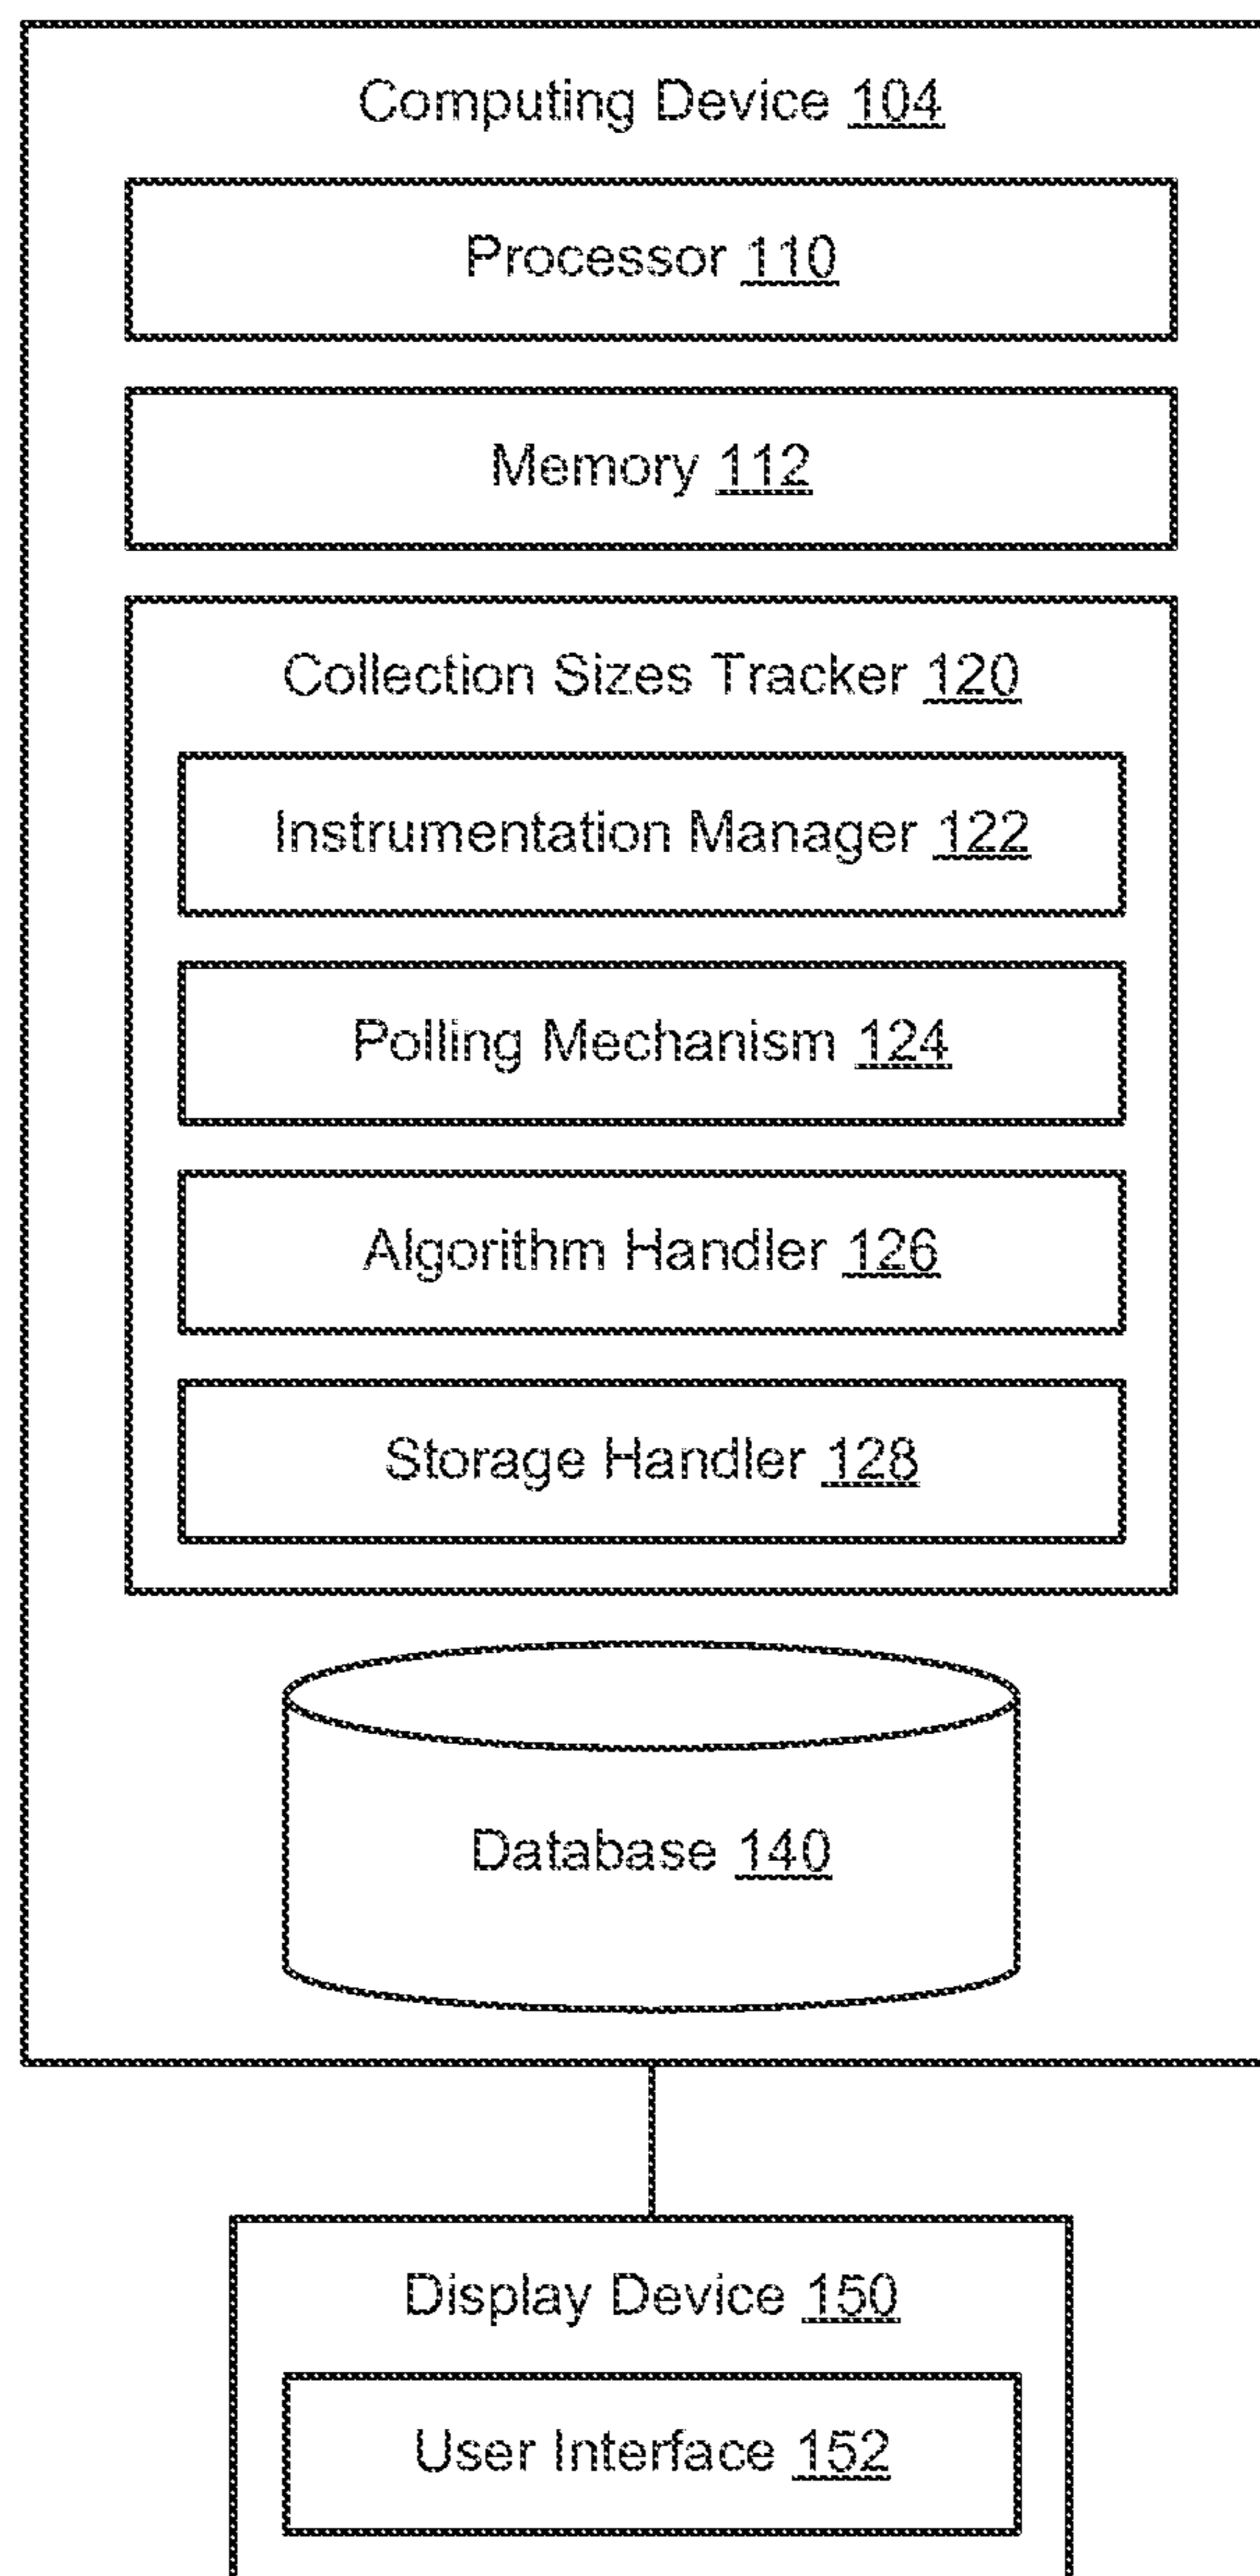 Computing Device 104
Processor 110
Memory 112
Collection Sizes Tracker 120
Instrumentation Manager 122
Polling Mechanism 124
Algorithm Handler 126
Storage Handler 128
Database 140
Display Device 150
User Interface 152